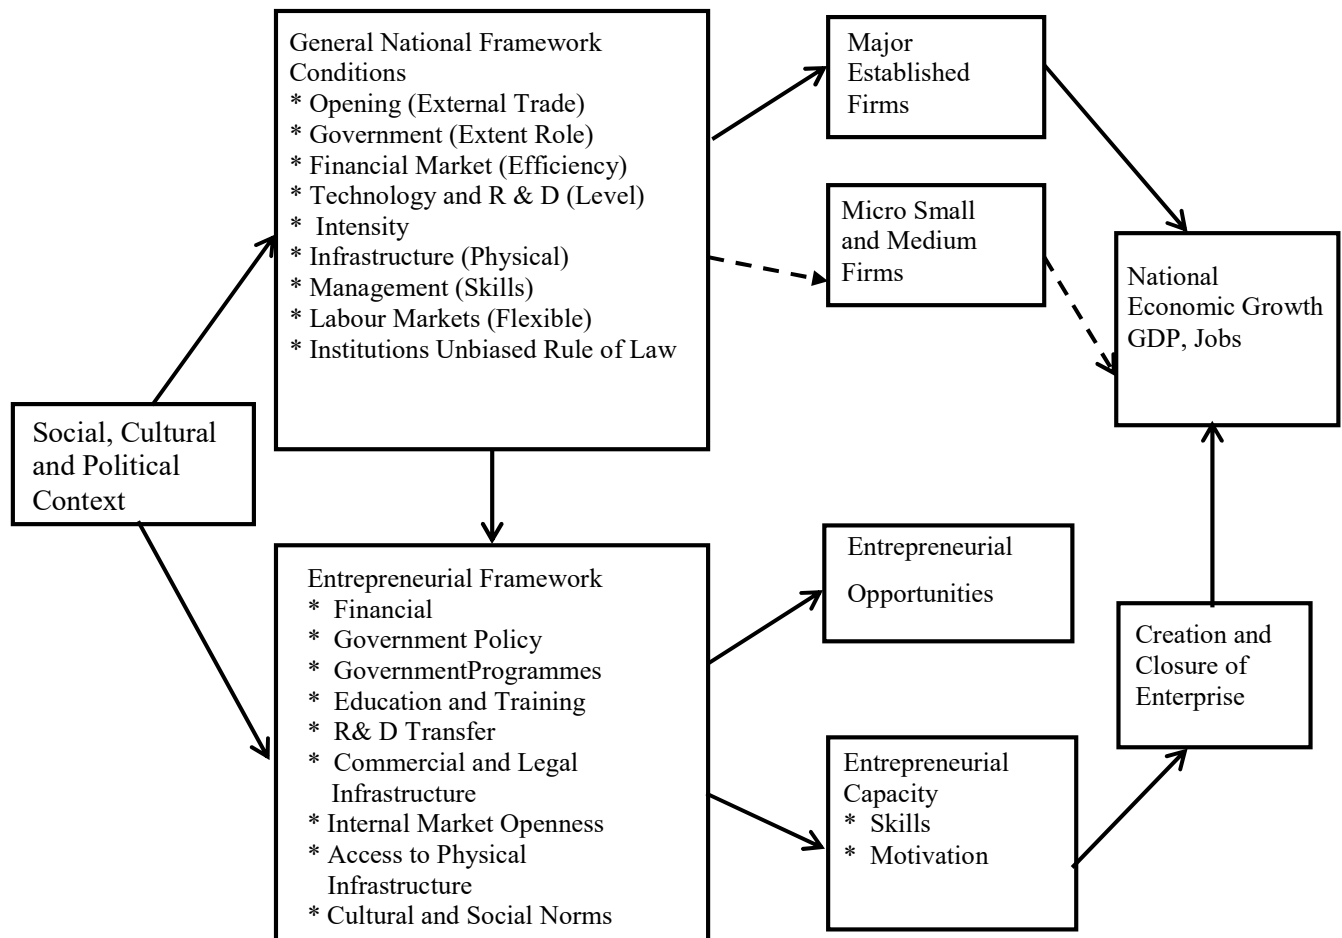 General National Framework
Conditions
* Opening (External Trade)
* Government (Extent Role)
* Financial Market (Efficiency)
* Technology and R & D (Level)
* Intensity
* Infrastructure (Physical)
* Management (Skills)
* Labour Markets (Flexible)
* Institutions Unbiased Rule of Law
Major
Established
Firms
Micro Small
and Medium
Firms
National
Economic Growth
GDP, Jobs
Social, Cultural
and Political
Context
Entrepreneurial Framework
* Financial
* Government Policy
* GovernmentProgrammes
* Education and Training
* R& D Transfer
* Commercial and Legal
Infrastructure
* Internal Market Openness
* Access to Physical
Infrastructure
* Cultural and Social Norms
Entrepreneurial
Opportunities
Entrepreneurial
Capacity
* Skills
* Motivation
Creation and
Closure of
Enterprise